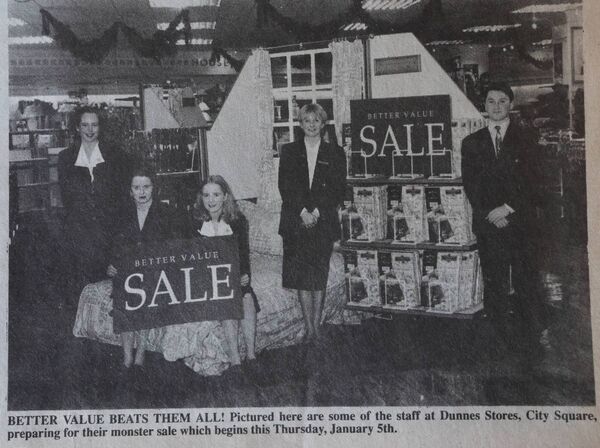 HOUSE
BETTER VALUE
SALE
BETTER VALUE
SALE
BETTER VALUE BEATS THEM ALL! Pictured here are some of the staff at Dunnes Stores, City Square,
preparing for their monster sale which begins this Thursday, January 5th.